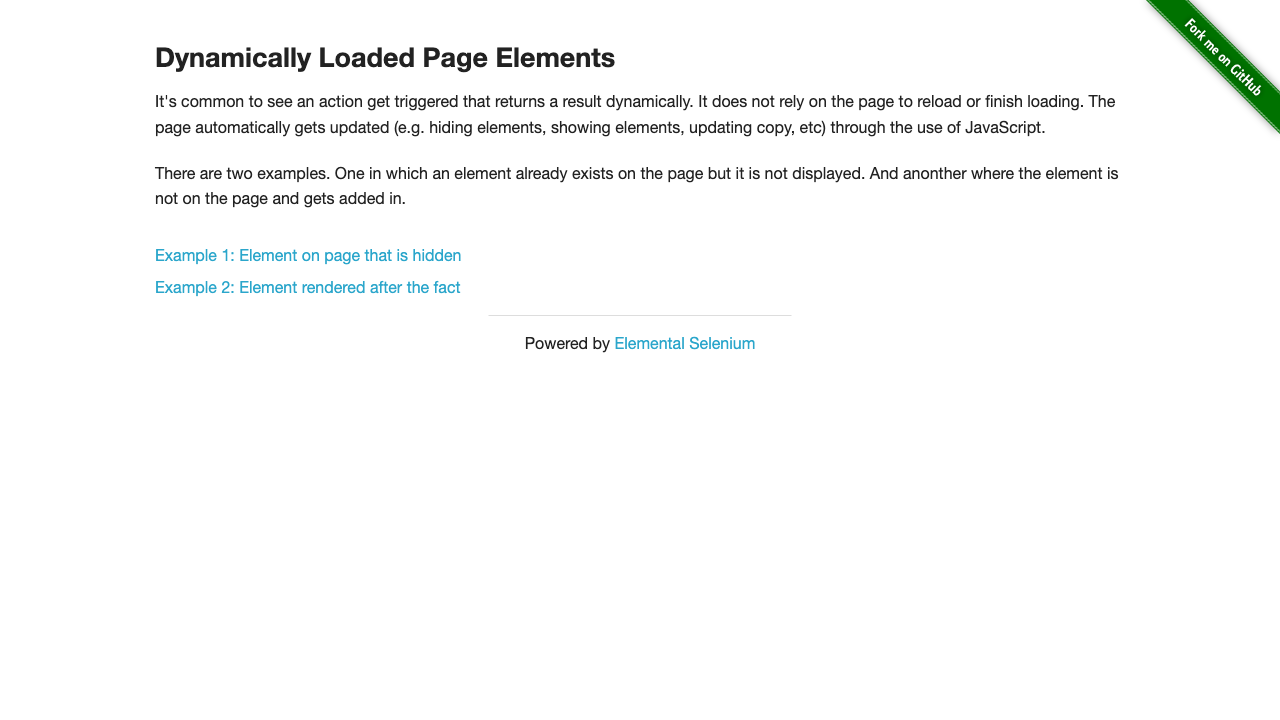 Fork me on GitHub
Dynamically Loaded Page Elements
It's common to see an action get triggered that returns a result dynamically. It does not rely on the page to reload or finish loading. The
page automatically gets updated (e.g. hiding elements, showing elements, updating copy, etc) through the use of JavaScript.
There are two examples. One in which an element already exists on the page but it is not displayed. And anonther where the element is
not on the page and gets added in.
Example 1: Element on page that is hidden
Example 2: Element rendered after the fact
Powered by Elemental Selenium